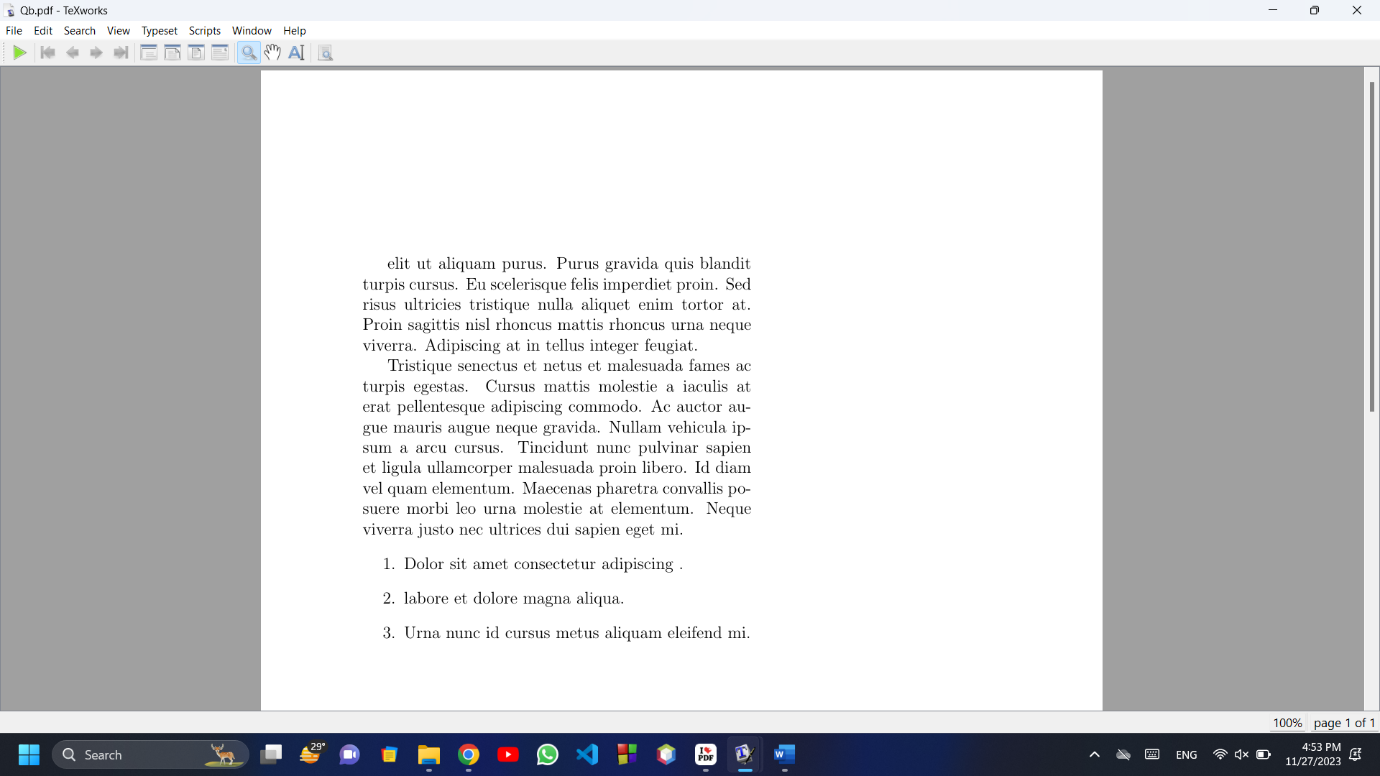 Qb.pdf - TeXworks
File Edit Search View Typeset Scripts Window Help
elit ut aliquam purus. Purus gravida quis blandit
turpis cursus. Eu scelerisque felis imperdiet proin. Sed
risus ultricies tristique nulla aliquet enim tortor at.
Proin sagittis nisl rhoncus mattis rhoncus urna neque
viverra. Adipiscing at in tellus integer feugiat.
Tristique senectus et netus et malesuada fames ac
turpis egestas. Cursus mattis molestie a iaculis at
erat pellentesque adipiscing commodo. Ac auctor au-
gue mauris augue neque gravida. Nullam vehicula ip-
sum a arcu cursus. Tincidunt nunc pulvinar sapien
et ligula ullamcorper malesuada proin libero. Id diam
vel quam elementum. Maecenas pharetra convallis po-
suere morbi leo urna molestie at elementum. Neque
viverra justo nec ultrices dui sapien eget mi.
1. Dolor sit amet consectetur adipiscing .
2. labore et dolore magna aliqua.
3. Urna nunc id cursus metus aliquam eleifend mi.
100% page 1 of 1
Search 29° I PDF W ENG 4:53 PM
11/27/2023